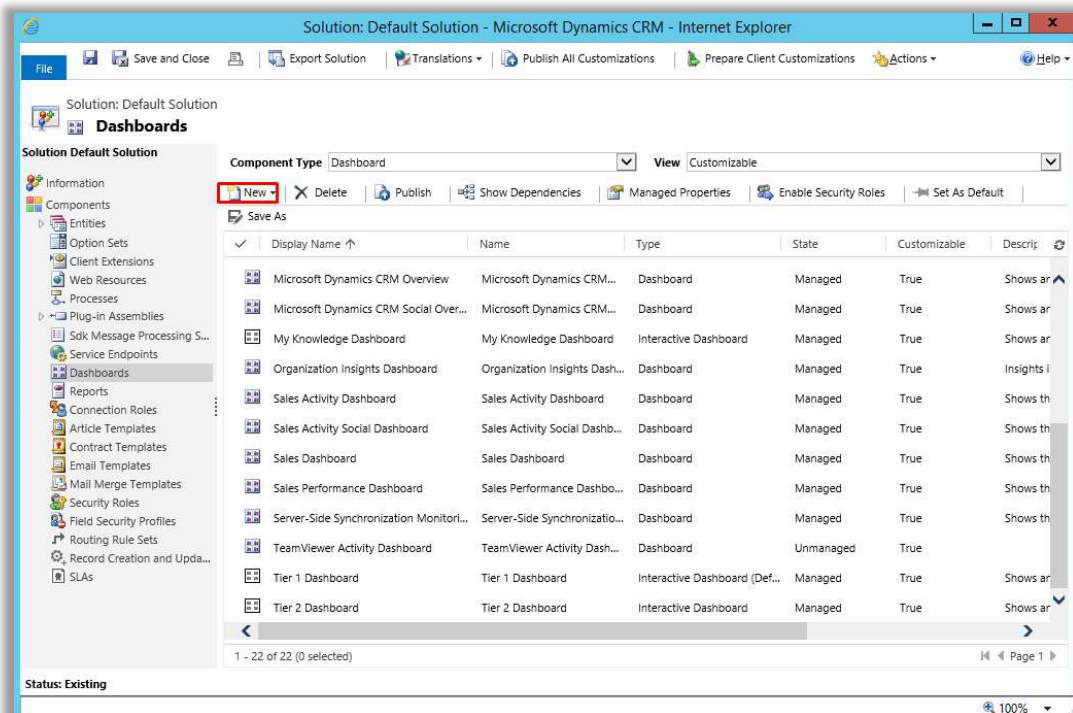 Solution: Default Solution - Microsoft Dynamics CRM - Internet Explorer
File Save and Close Export Solution Translations Publish All Customizations Prepare Client Customizations Actions Help
Solution: Default Solution
Dashboards
Solution Default Solution
Information
Components
Entities
Option Sets
Client Extensions
Web Resources
Processes
Plug-in Assemblies
Sdk Message Processing S...
Service Endpoints
Dashboards
Reports
Connection Roles
Article Templates
Contract Templates
Email Templates
Mail Merge Templates
Security Roles
Field Security Profiles
Routing Rule Sets
Record Creation and Upda...
SLAs
Component Type Dashboard View Customizable
New Delete Publish Show Dependencies Managed Properties Enable Security Roles Set As Default
Save As
Display Name Name Type State Customizable Descrip
Microsoft Dynamics CRM Overview Microsoft Dynamics CRM... Dashboard Managed True Shows ar
Microsoft Dynamics CRM Social Over... Microsoft Dynamics CRM... Dashboard Managed True Shows ar
My Knowledge Dashboard My Knowledge Dashboard Interactive Dashboard Managed True Shows ar
Organization Insights Dashboard Organization Insights Dash... Dashboard Managed True Insights i
Sales Activity Dashboard Sales Activity Dashboard Dashboard Managed True Shows th
Sales Activity Social Dashboard Sales Activity Social Dashb... Dashboard Managed True Shows th
Sales Dashboard Sales Dashboard Dashboard Managed True Shows th
Sales Performance Dashboard Sales Performance Dashbo... Dashboard Managed True Shows th
Server-Side Synchronization Monitori... Server-Side Synchronizatio... Dashboard Managed True Shows th
TeamViewer Activity Dashboard TeamViewer Activity Dash... Dashboard Unmanaged True
Tier 1 Dashboard Tier 1 Dashboard Interactive Dashboard (Def... Managed True Shows ar
Tier 2 Dashboard Tier 2 Dashboard Interactive Dashboard Managed True Shows ar
1 - 22 of 22 (0 selected) Page 1
Status: Existing
100%